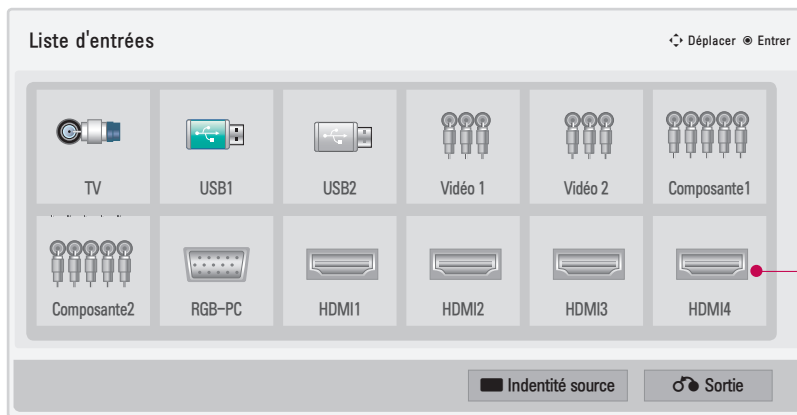 Liste d'entrées
Déplacer Entrer
TV USB1 USB2 Vidéo 1 Vidéo 2 Composante1
Composante2 RGB-PC HDMI1 HDMI2 HDMI3 HDMI4
Indentité source Sortie